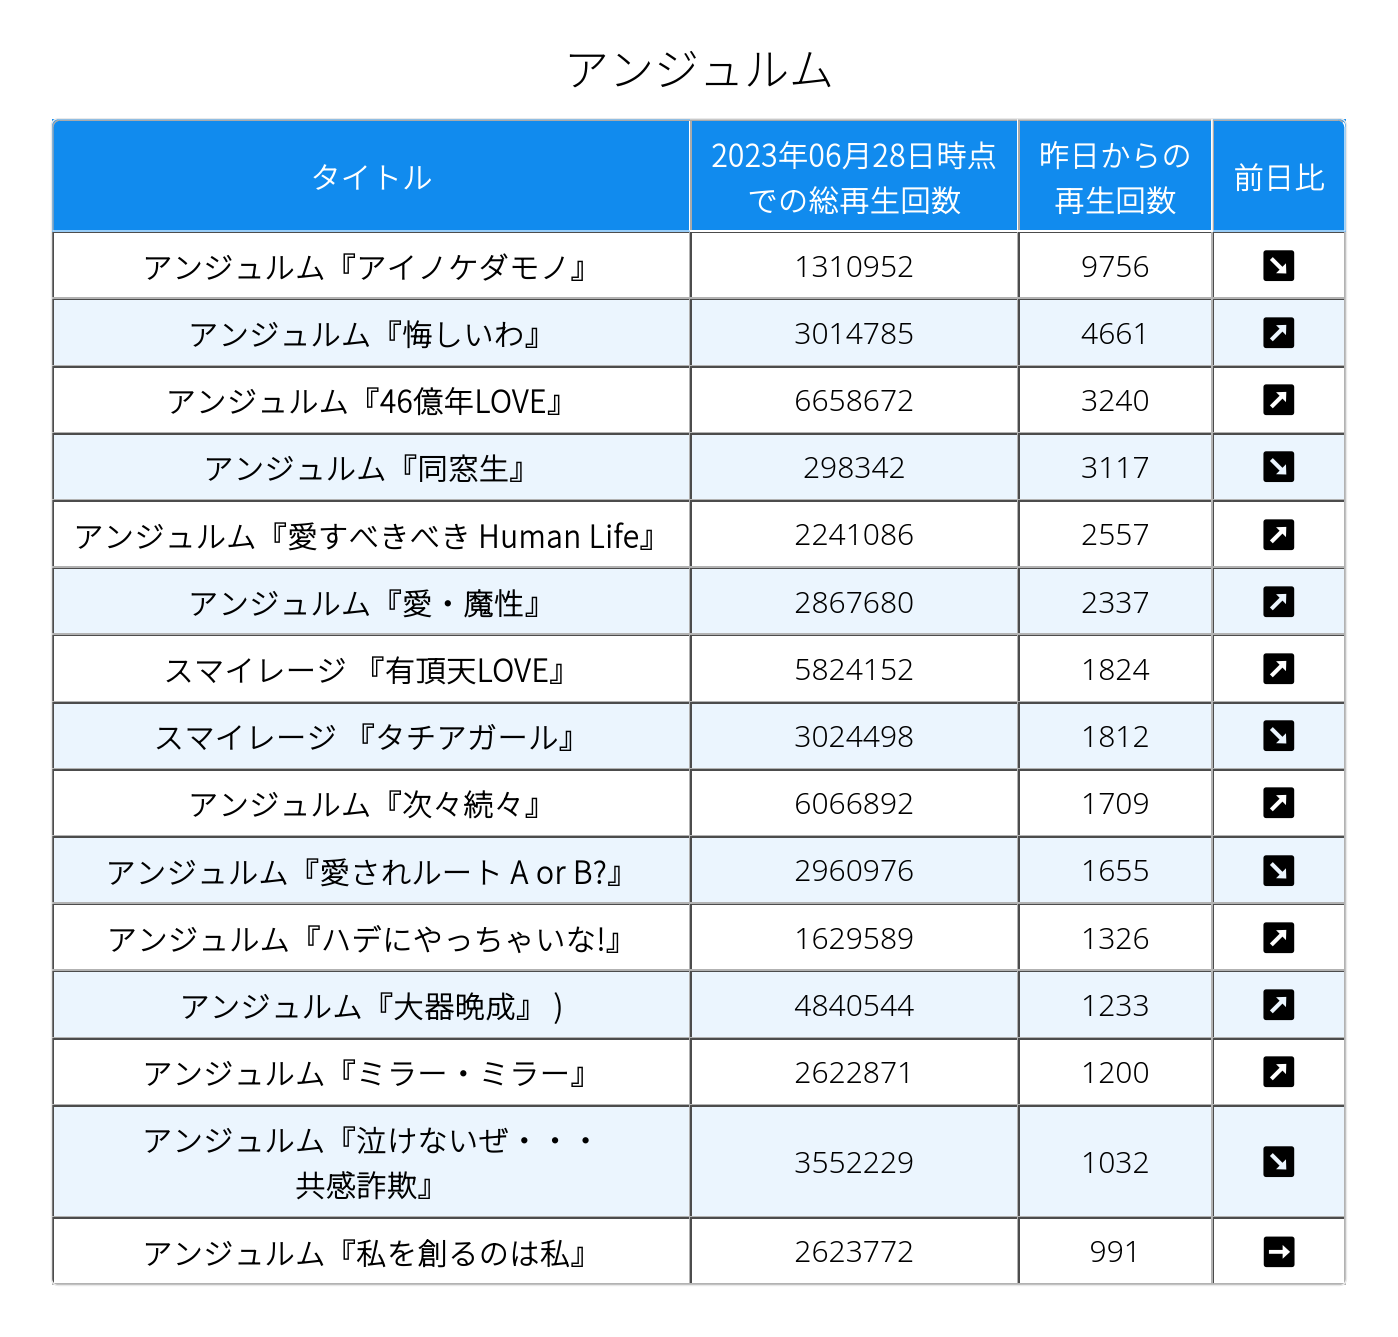 アンジュルム
タイトル
2023年06月28日時点
での総再生回数
昨日からの
再生回数
前日比
アンジュルム『アイノケダモノ』 1310952 9756 ↘
アンジュルム『悔しいわ』 3014785 4661 ↗
アンジュルム『46億年LOVE』 6658672 3240 ↗
アンジュルム『同窓生』 298342 3117 ↘
アンジュルム『愛すべきべき Human Life』 2241086 2557 ↗
アンジュルム『愛・魔性』 2867680 2337 ↗
スマイレージ 『有頂天LOVE』 5824152 1824 ↗
スマイレージ 『タチアガール』 3024498 1812 ↘
アンジュルム『次々続々』 6066892 1709 ↗
アンジュルム『愛されルート A or B?』 2960976 1655 ↘
アンジュルム『ハデにやっちゃいな!』 1629589 1326 ↗
アンジュルム『大器晩成』 ) 4840544 1233 ↗
アンジュルム『ミラー・ミラー』 2622871 1200 ↗
アンジュルム『泣けないぜ・・・
共感詐欺』 3552229 1032 ↘
アンジュルム『私を創るのは私』 2623772 991 →